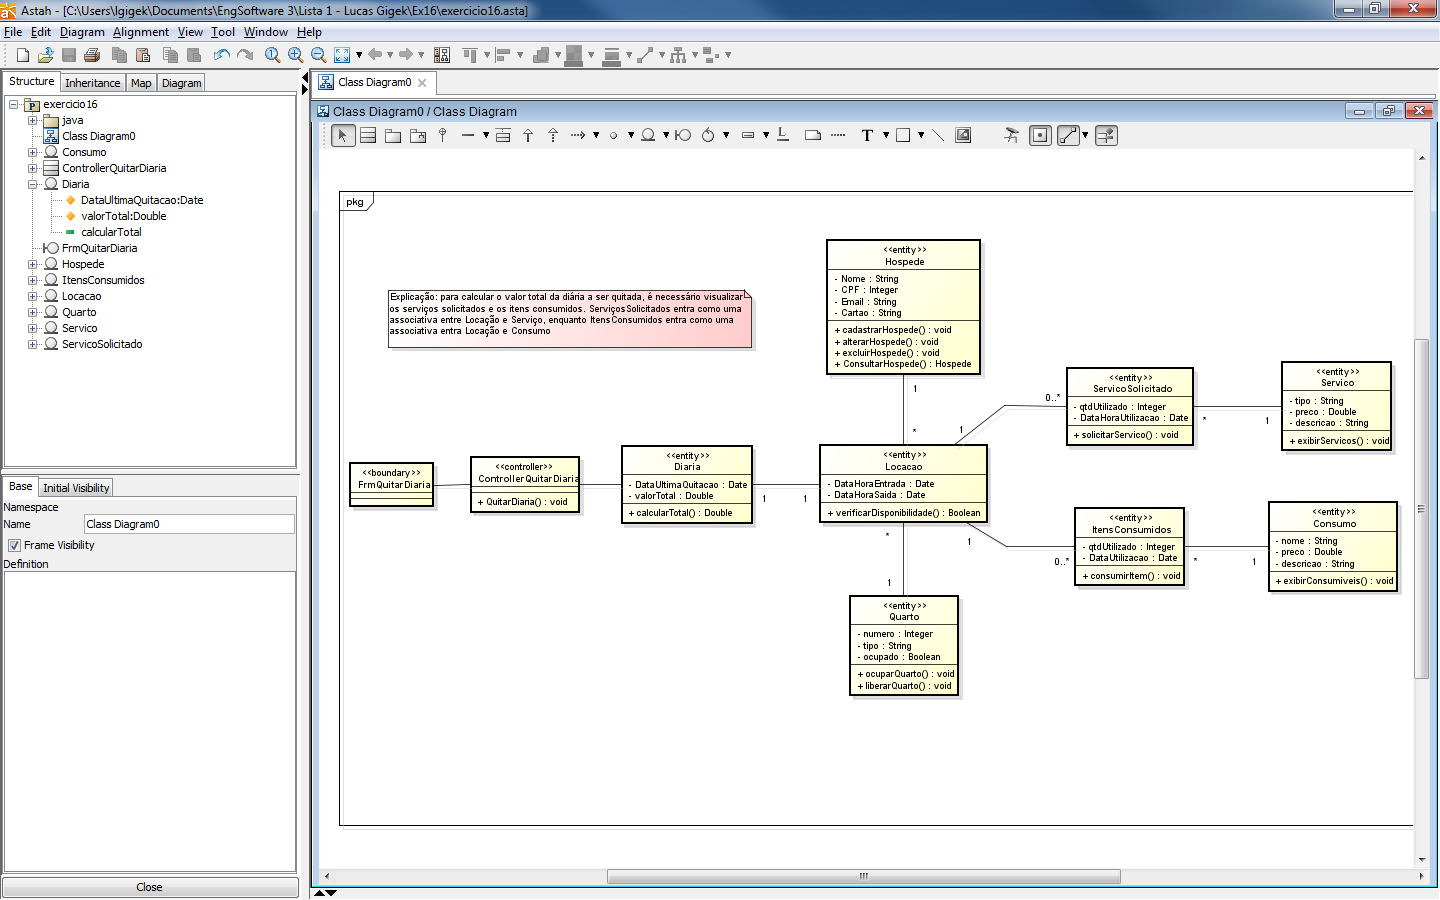 Astah - [C:\Users\lgigek\Documents\EngSoftware 3\Lista 1 - Lucas Gigek\Ex16\exercicio16.asta]
File Edit Diagram Alignment View Tool Window Help
Structure Inheritance Map Diagram
exercicio16
java
Class Diagram0
Consumo
ControllerQuitarDiaria
Diaria
DataUltimaQuitacao:Date
valorTotal:Double
calcularTotal
FrmQuitarDiaria
Hospede
ItensConsumidos
Locacao
Quarto
Servico
ServicoSolicitado
Base Initial Visibility
Namespace
Name Class Diagram0
Frame Visibility
Definition
Close
Class Diagram0
Class Diagram0 / Class Diagram
T
pkg
Explicação: para calcular o valor total da diária a ser quitada, é necessário visualizar
os serviços solicitados e os itens consumidos. ServiçosSolicitados entra como uma
associativa entre Locação e Serviço, enquanto ItensConsumidos entra como uma
associativa entra Locação e Consumo
<<entity>>
Hospede
- Nome : String
- CPF : Integer
- Email : String
- Cartao : String
+ cadastrarHospede() : void
+ alterarHospede() : void
+ excluirHospede() : void
+ ConsultarHospede() : Hospede
1
*
<<boundary>>
FrmQuitarDiaria
<<controller>>
ControllerQuitarDiaria
+ QuitarDiaria() : void
<<entity>>
Diaria
- DataUltimaQuitacao : Date
- valorTotal : Double
+ calcularTotal() : Double
1 1
<<entity>>
Locacao
- DataHoraEntrada : Date
- DataHoraSaida : Date
+ verificarDisponibilidade() : Boolean
1 0..*
<<entity>>
ServicoSolicitado
- qtdUtilizado : Integer
- DataHoraUtilizacao : Date
+ solicitarServico() : void
* 1
<<entity>>
Servico
- tipo : String
- preco : Double
- descricao : String
+ exibirServicos() : void
1 0..*
<<entity>>
ItensConsumidos
- qtdUtilizado : Integer
- DataUtilizacao : Date
+ consumirItem() : void
* 1
<<entity>>
Consumo
- nome : String
- preco : Double
- descricao : String
+ exibirConsumiveis() : void
*
1
<<entity>>
Quarto
- numero : Integer
- tipo : String
- ocupado : Boolean
+ ocuparQuarto() : void
+ liberarQuarto() : void